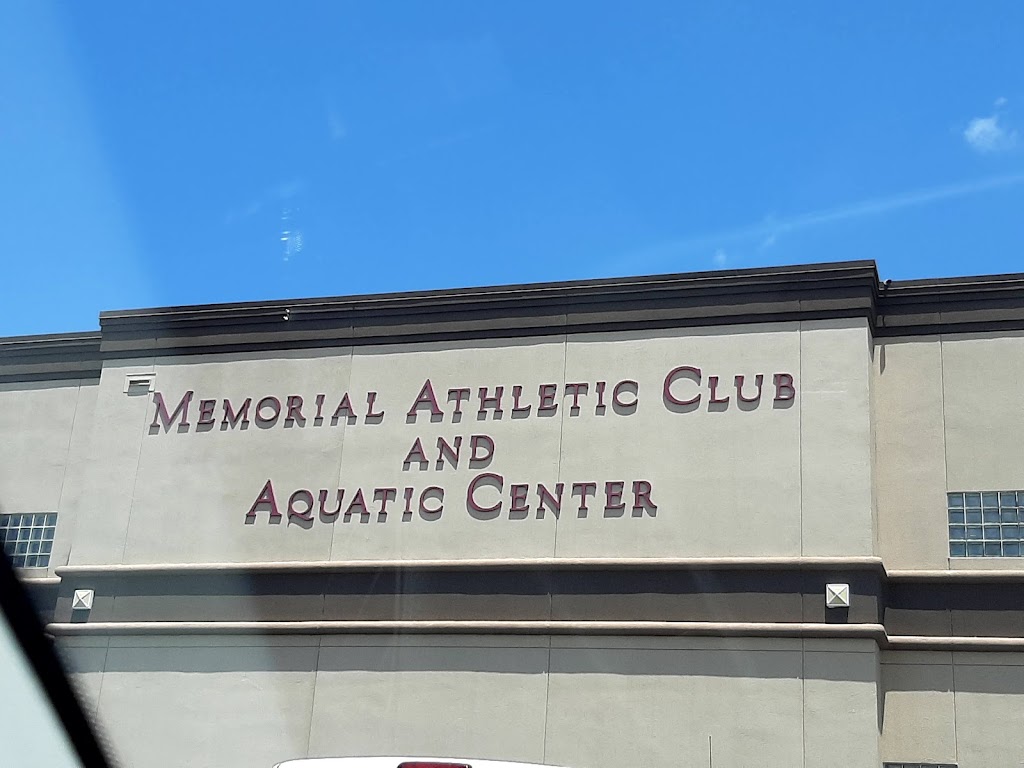 Memorial Athletic Club
and
Aquatic Center